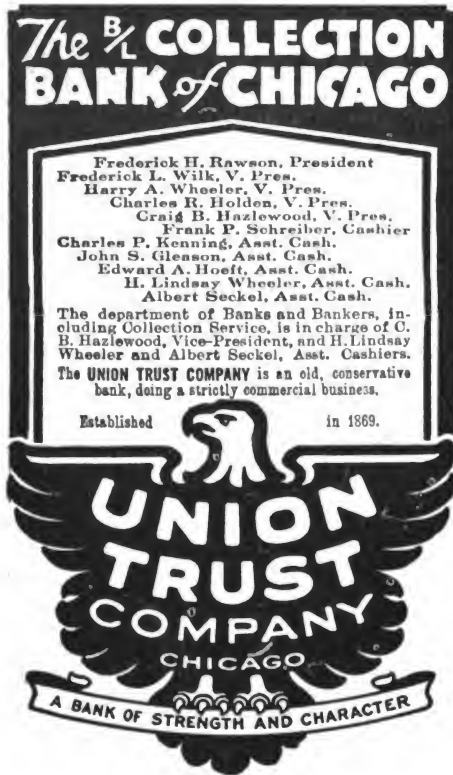 The B/L COLLECTION
BANK of CHICAGO
Frederick H. Rawson, President
Frederick L. Wilk, V. Pres.
Harry A. Wheeler, V. Pres.
Charles R. Holden, V. Pres.
Craig B. Hazlewood, V. Pres.
Frank P. Schreiber, Cashier
Charles P. Kenning, Asst. Cash.
John S. Gleason, Asst. Cash.
Edward A. Hoeft, Asst. Cash.
H. Lindsay Wheeler, Asst. Cash.
Albert Seckel, Asst. Cash.
The department of Banks and Bankers, in-
cluding Collection Service, is in charge of C.
B. Hazlewood, Vice-President, and H. Lindsay
Wheeler and Albert Seckel, Asst. Cashiers.
The UNION TRUST COMPANY is an old, conservative
bank, doing a strictly commercial business.
Established in 1869.
UNION
TRUST
COMPANY
CHICAGO
A BANK OF STRENGTH AND CHARACTER